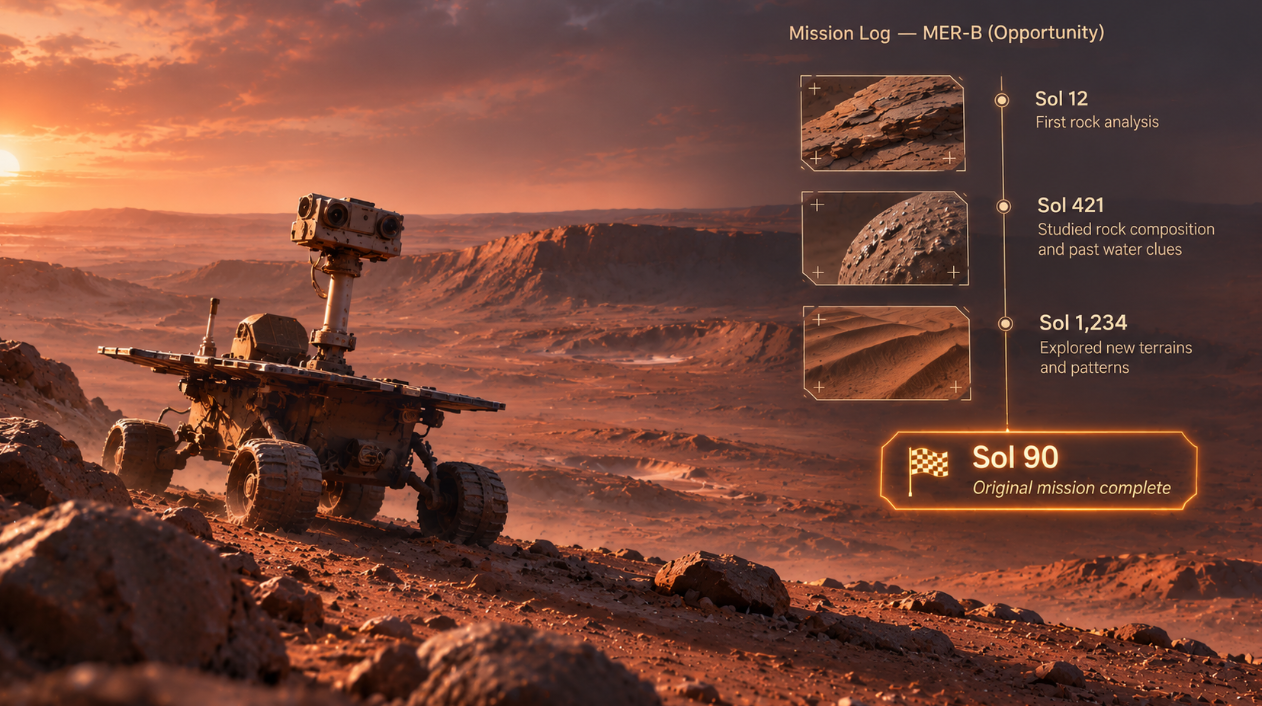 Mission Log — MER-B (Opportunity)
Sol 12
First rock analysis
Sol 421
Studied rock composition
and past water clues
Sol 1,234
Explored new terrains
and patterns
Sol 90
Original mission complete